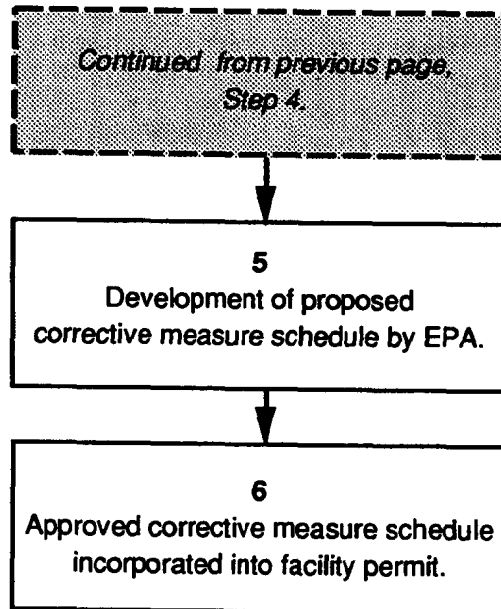 Continued from previous page,
Step 4.
5
Development of proposed
corrective measure schedule by EPA.
6
Approved corrective measure schedule
incorporated into facility permit.